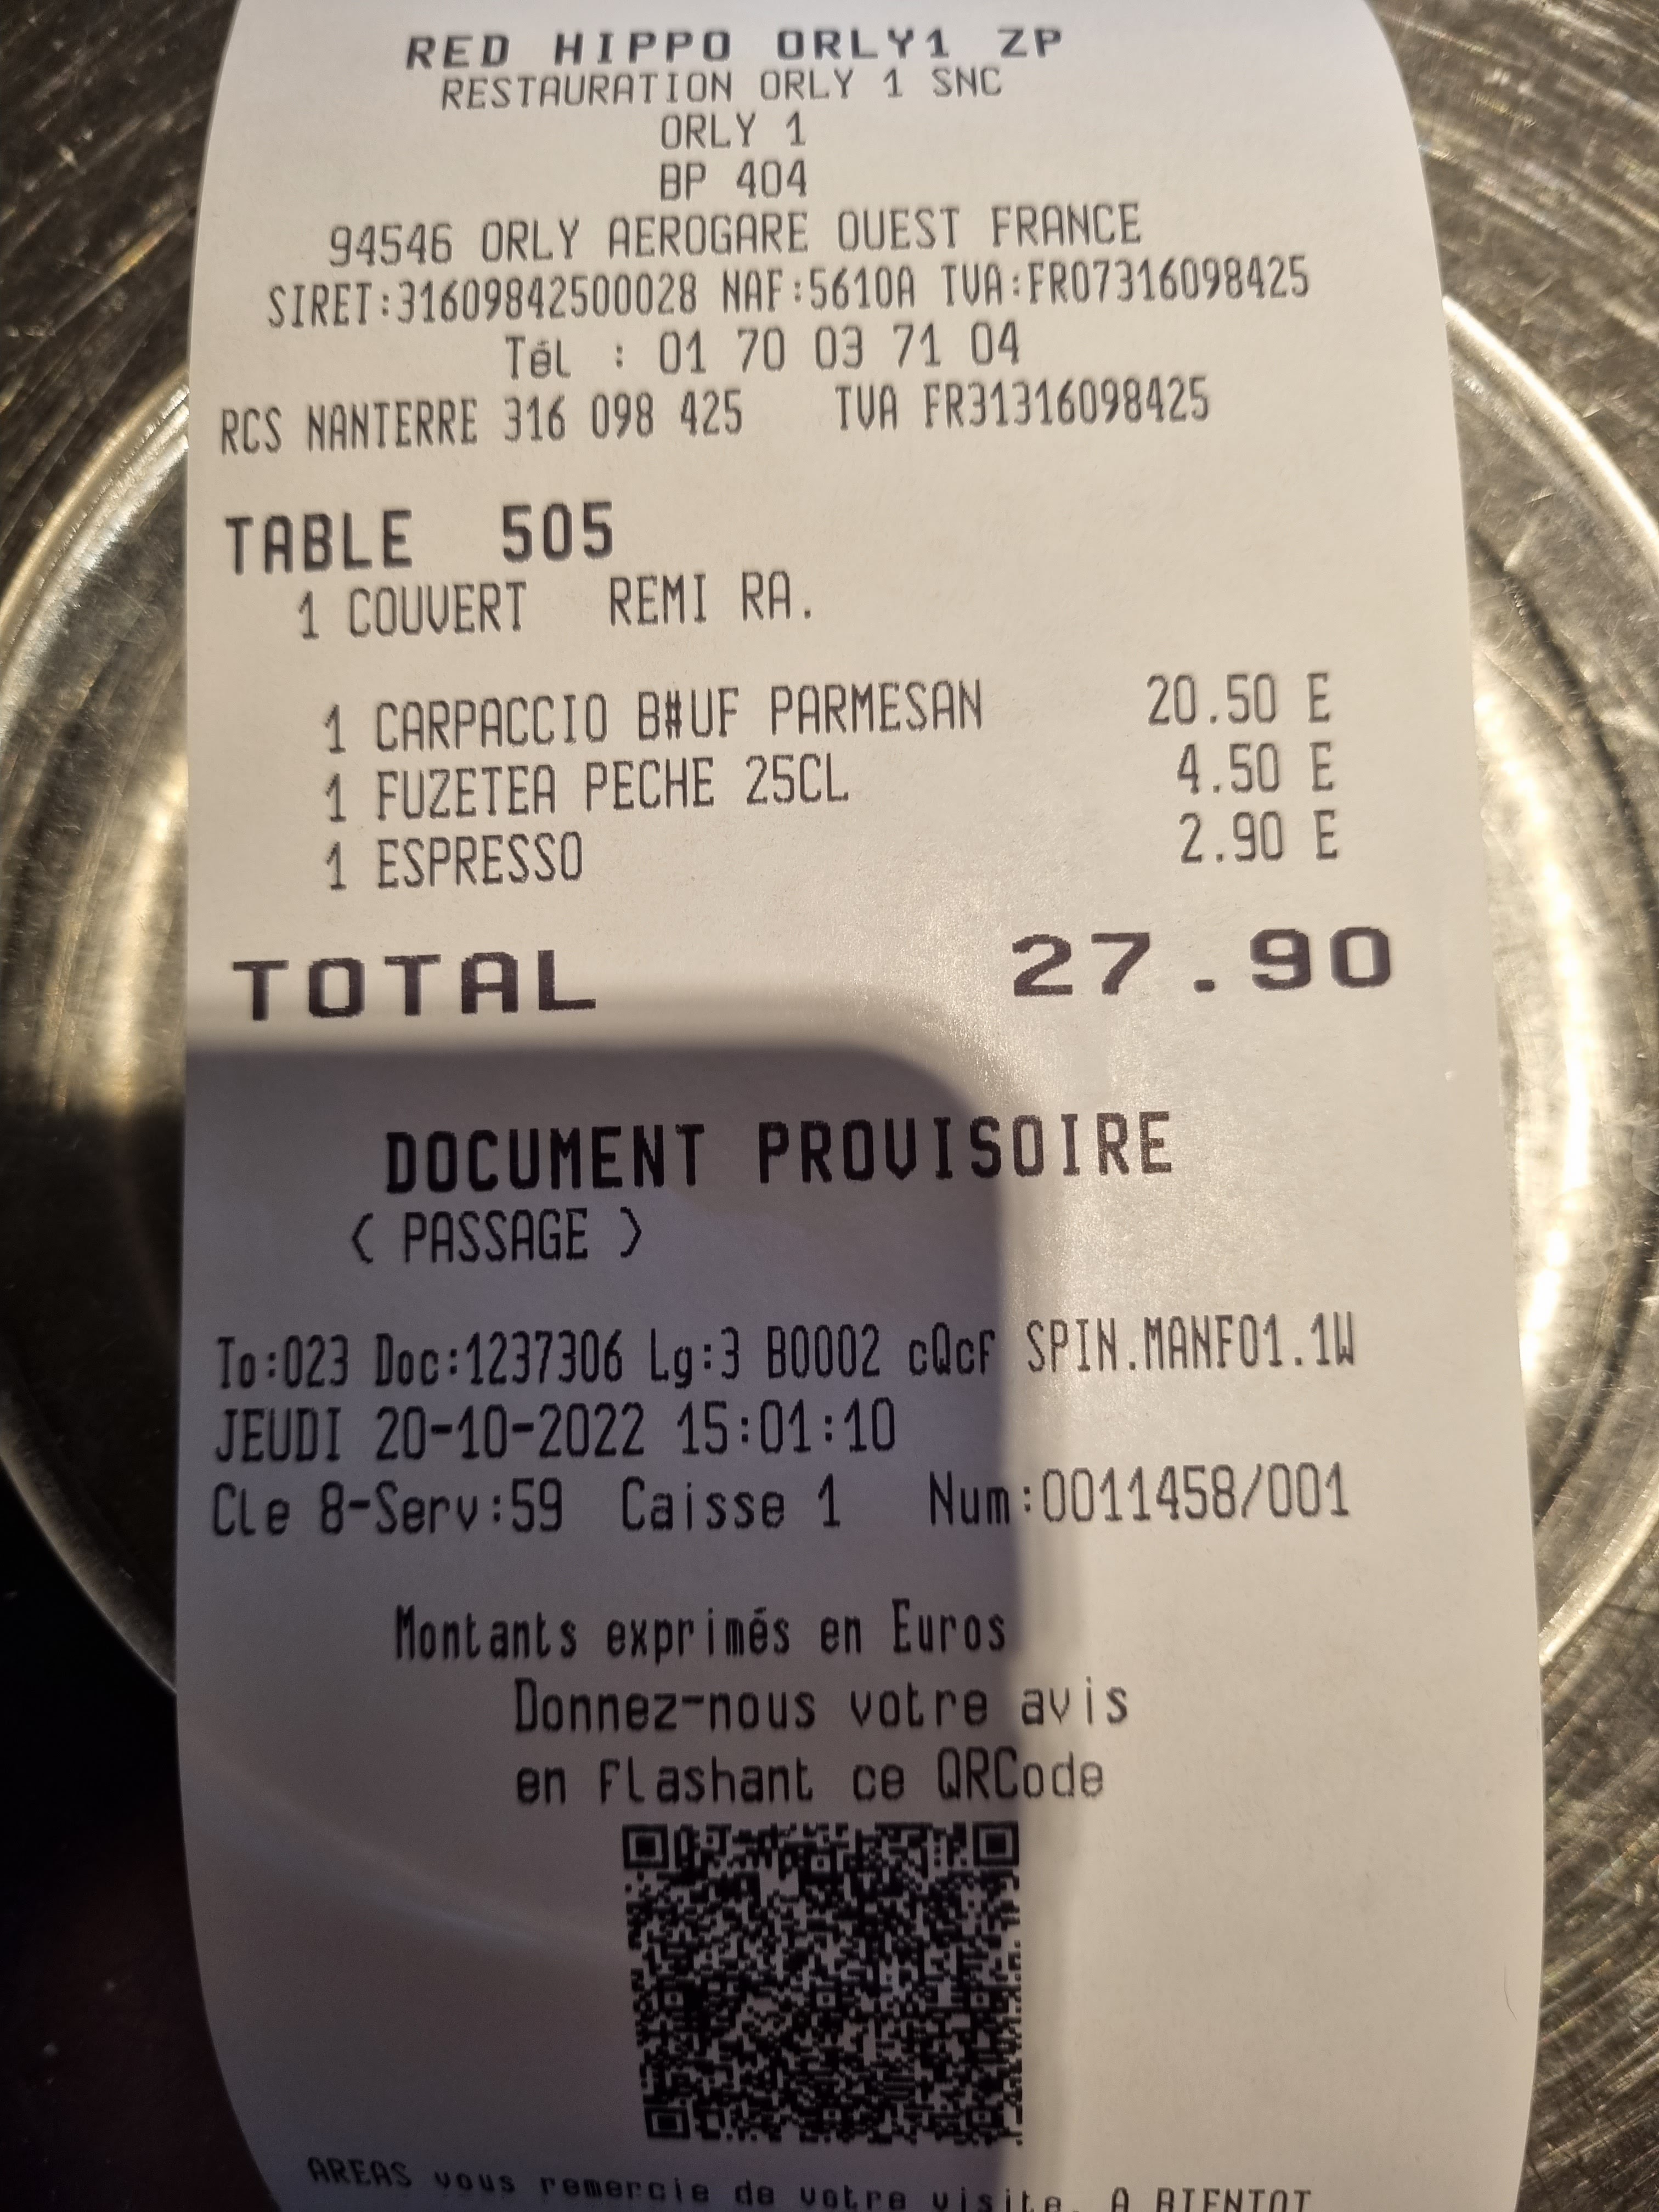 RED HIPPO ORLY1 ZP
RESTAURATION ORLY 1 SNC
ORLY 1
BP 404
94546 ORLY AEROGARE OUEST FRANCE
SIRET:31609842500028 NAF:5610A TVA:FR07316098425
Tél : 01 70 03 71 04
RCS NANTERRE 316 098 425 TVA FR31316098425
TABLE 505
1 COUVERT REMI RA.
1 CARPACCIO B#UF PARMESAN 20.50 E
1 FUZETEA PECHE 25CL 4.50 E
1 ESPRESSO 2.90 E
TOTAL 27.90
DOCUMENT PROVISOIRE
( PASSAGE )
To:023 Doc:1237306 Lg:3 B0002 cQcF SPIN.MANF01.1W
JEUDI 20-10-2022 15:01:10
Cle 8-Serv:59 Caisse 1 Num:0011458/001
Montants exprimés en Euros
Donnez-nous votre avis
en flashant ce QRCode
AREAS vous remercie de votre visite. A BIENTOT